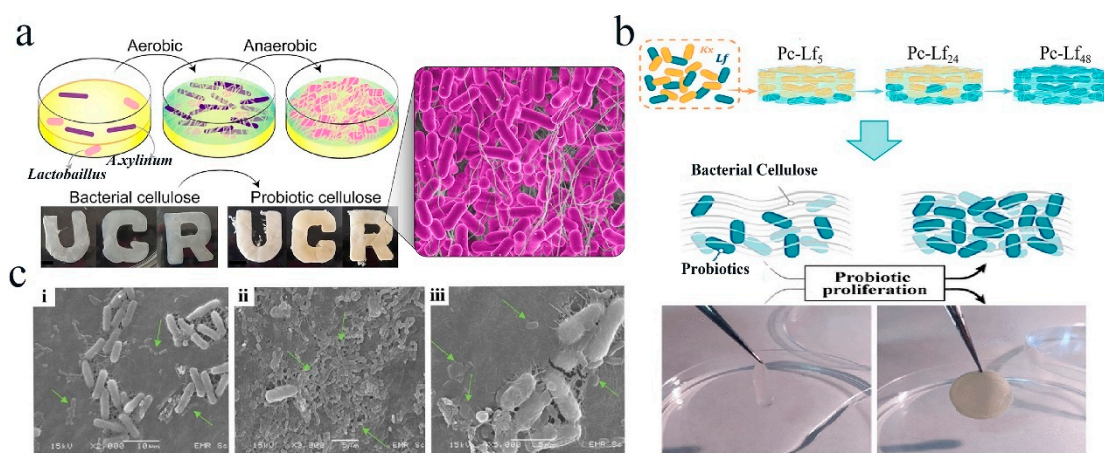 a
Aerobic
Anaerobic
Lactobaillus
A.xylinum
Bacterial cellulose
Probiotic cellulose
U C R
U C R
b
Kx
Lf
Pc-Lf5
Pc-Lf24
Pc-Lf48
Bacterial Cellulose
Probiotics
Probiotic
proliferation
c
i
15kV X2,000 10µm EMR Sc
ii
15kV X3,000 5µm EMR Sc
iii
15kV X5,000 5µm EMR Sc